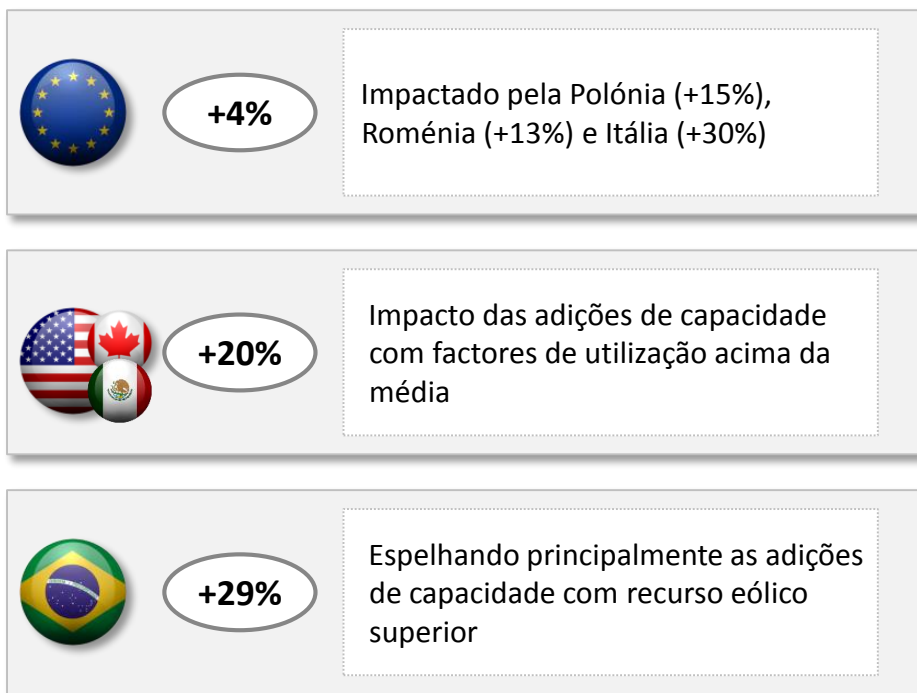 +4%
Impactado pela Polónia (+15%),
Roménia (+13%) e Itália (+30%)
+20%
Impacto das adições de capacidade
com factores de utilização acima da
média
+29%
Espelhando principalmente as adições
de capacidade com recurso eólico
superior